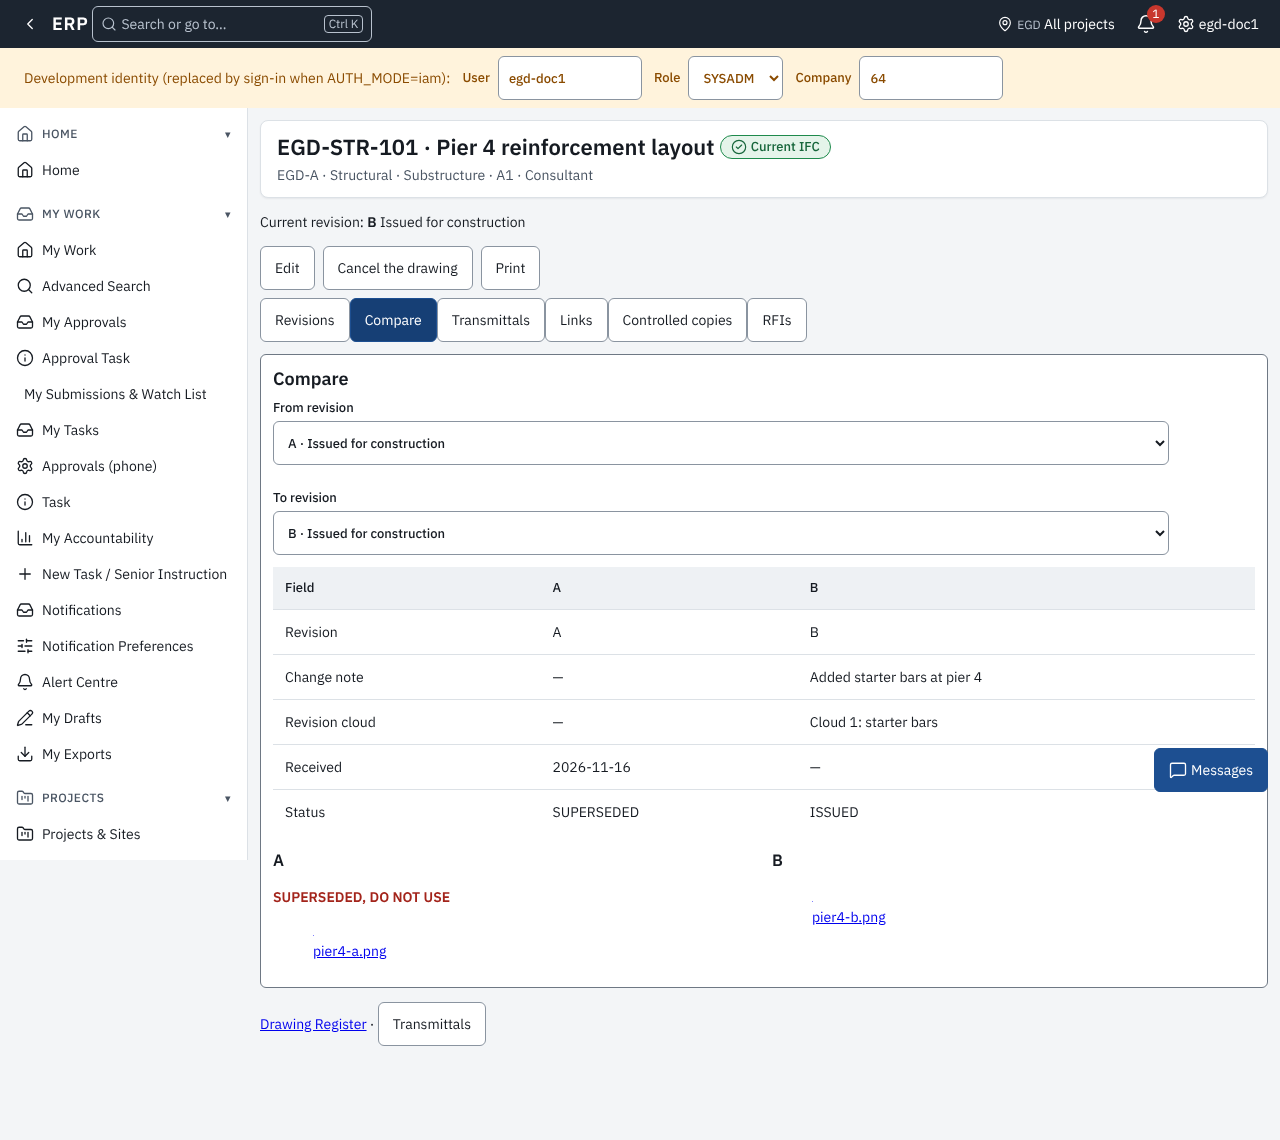 ERP
Search or go to...
Ctrl K
EGD All projects
1
egd-doc1
Development identity (replaced by sign-in when AUTH_MODE=iam):
User
egd-doc1
Role
SYSADM
Company
64
HOME
Home
MY WORK
My Work
Advanced Search
My Approvals
Approval Task
My Submissions & Watch List
My Tasks
Approvals (phone)
Task
My Accountability
New Task / Senior Instruction
Notifications
Notification Preferences
Alert Centre
My Drafts
My Exports
PROJECTS
Projects & Sites
EGD-STR-101 · Pier 4 reinforcement layout
Current IFC
EGD-A · Structural · Substructure · A1 · Consultant
Current revision: B Issued for construction
Edit
Cancel the drawing
Print
Revisions
Compare
Transmittals
Links
Controlled copies
RFIs
Compare
From revision
A · Issued for construction
To revision
B · Issued for construction
Field A B
Revision A B
Change note — Added starter bars at pier 4
Revision cloud — Cloud 1: starter bars
Received 2026-11-16 —
Status SUPERSEDED ISSUED
Messages
A
SUPERSEDED, DO NOT USE
pier4-a.png
B
pier4-b.png
Drawing Register ·
Transmittals